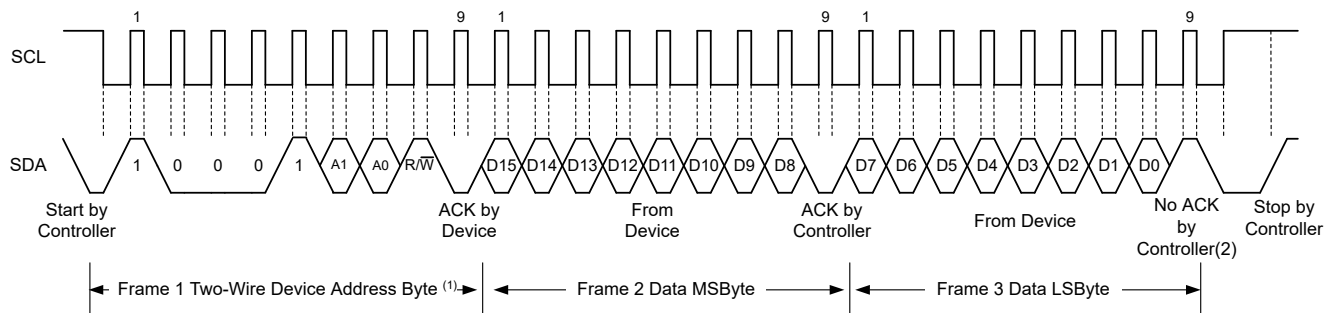 1 9 1 9 1 9
SCL
SDA
1 0 0 0 1 A1 A0 R/W̅ D15 D14 D13 D12 D11 D10 D9 D8 D7 D6 D5 D4 D3 D2 D1 D0
Start by
Controller
ACK by
Device
From
Device
ACK by
Controller
From Device
No ACK
by
Controller(2)
Stop by
Controller
Frame 1 Two-Wire Device Address Byte (1)
Frame 2 Data MSByte
Frame 3 Data LSByte